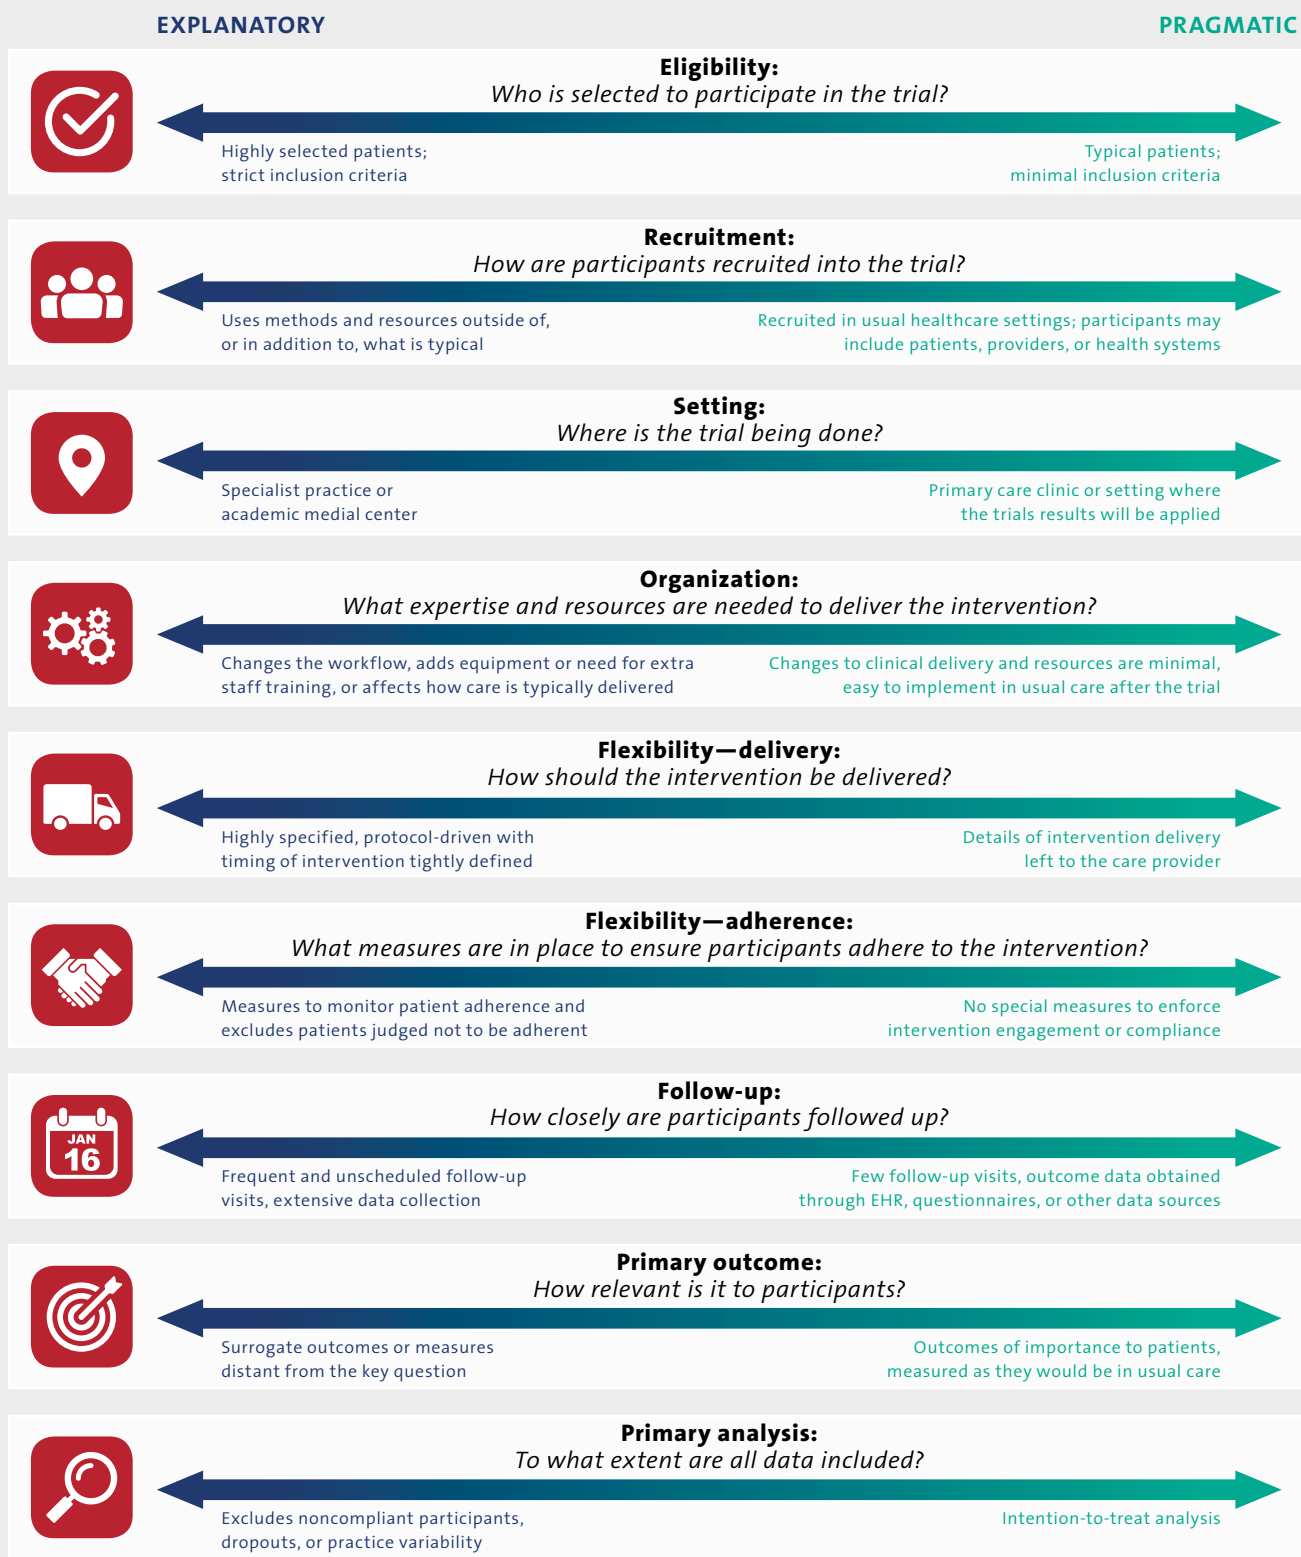 EXPLANATORY
PRAGMATIC
Eligibility:
Who is selected to participate in the trial?
Highly selected patients;
strict inclusion criteria
Typical patients;
minimal inclusion criteria
Recruitment:
How are participants recruited into the trial?
Uses methods and resources outside of,
or in addition to, what is typical
Recruited in usual healthcare settings; participants may
include patients, providers, or health systems
Setting:
Where is the trial being done?
Specialist practice or
academic medial center
Primary care clinic or setting where
the trials results will be applied
Organization:
What expertise and resources are needed to deliver the intervention?
Changes the workflow, adds equipment or need for extra
staff training, or affects how care is typically delivered
Changes to clinical delivery and resources are minimal,
easy to implement in usual care after the trial
Flexibility—delivery:
How should the intervention be delivered?
Highly specified, protocol-driven with
timing of intervention tightly defined
Details of intervention delivery
left to the care provider
Flexibility—adherence:
What measures are in place to ensure participants adhere to the intervention?
Measures to monitor patient adherence and
excludes patients judged not to be adherent
No special measures to enforce
intervention engagement or compliance
JAN
16
Follow-up:
How closely are participants followed up?
Frequent and unscheduled follow-up
visits, extensive data collection
Few follow-up visits, outcome data obtained
through EHR, questionnaires, or other data sources
Primary outcome:
How relevant is it to participants?
Surrogate outcomes or measures
distant from the key question
Outcomes of importance to patients,
measured as they would be in usual care
Primary analysis:
To what extent are all data included?
Excludes noncompliant participants,
dropouts, or practice variability
Intention-to-treat analysis